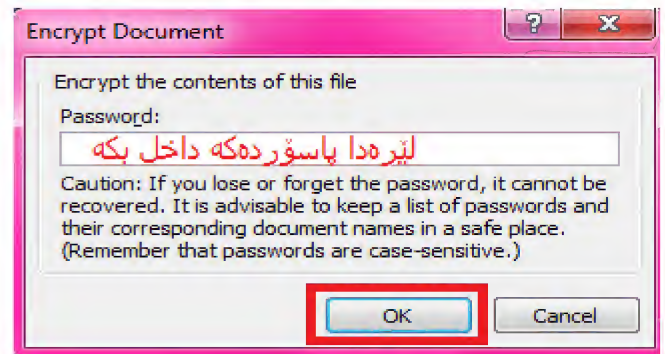 Encrypt Document
Encrypt the contents of this file
Password:
لێرەدا پاسۆردەکە داخل بکە
Caution: If you lose or forget the password, it cannot be
recovered. It is advisable to keep a list of passwords and
their corresponding document names in a safe place.
(Remember that passwords are case-sensitive.)
OK Cancel